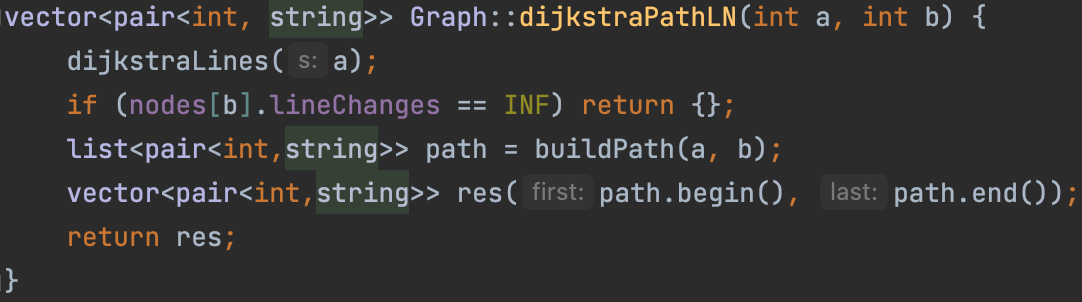 vector<pair<int, string>> Graph::dijkstraPathLN(int a, int b) {
    dijkstraLines( s: a);
    if (nodes[b].lineChanges == INF) return {};
    list<pair<int,string>> path = buildPath(a, b);
    vector<pair<int,string>> res( first: path.begin(), last: path.end());
    return res;
}